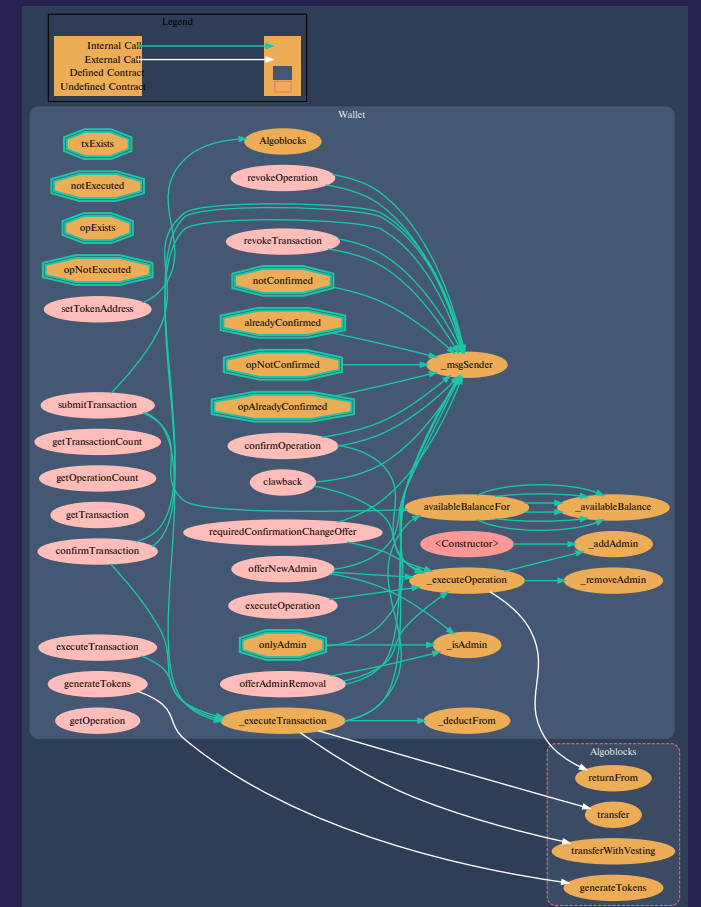 Legend
Internal Call
External Call
Defined Contract
Undefined Contract
Wallet
txExists
notExecuted
opExists
opNotExecuted
setTokenAddress
submitTransaction
getTransactionCount
getOperationCount
getTransaction
confirmTransaction
executeTransaction
generateTokens
getOperation
Algoblocks
revokeOperation
revokeTransaction
notConfirmed
alreadyConfirmed
opNotConfirmed
opAlreadyConfirmed
confirmOperation
clawback
requiredConfirmationChangeOffer
offerNewAdmin
executeOperation
onlyAdmin
offerAdminRemoval
_executeTransaction
_msgSender
availableBalanceFor
<Constructor>
_executeOperation
_isAdmin
_deductFrom
_availableBalance
_addAdmin
_removeAdmin
Algoblocks
returnFrom
transfer
transferWithVesting
generateTokens